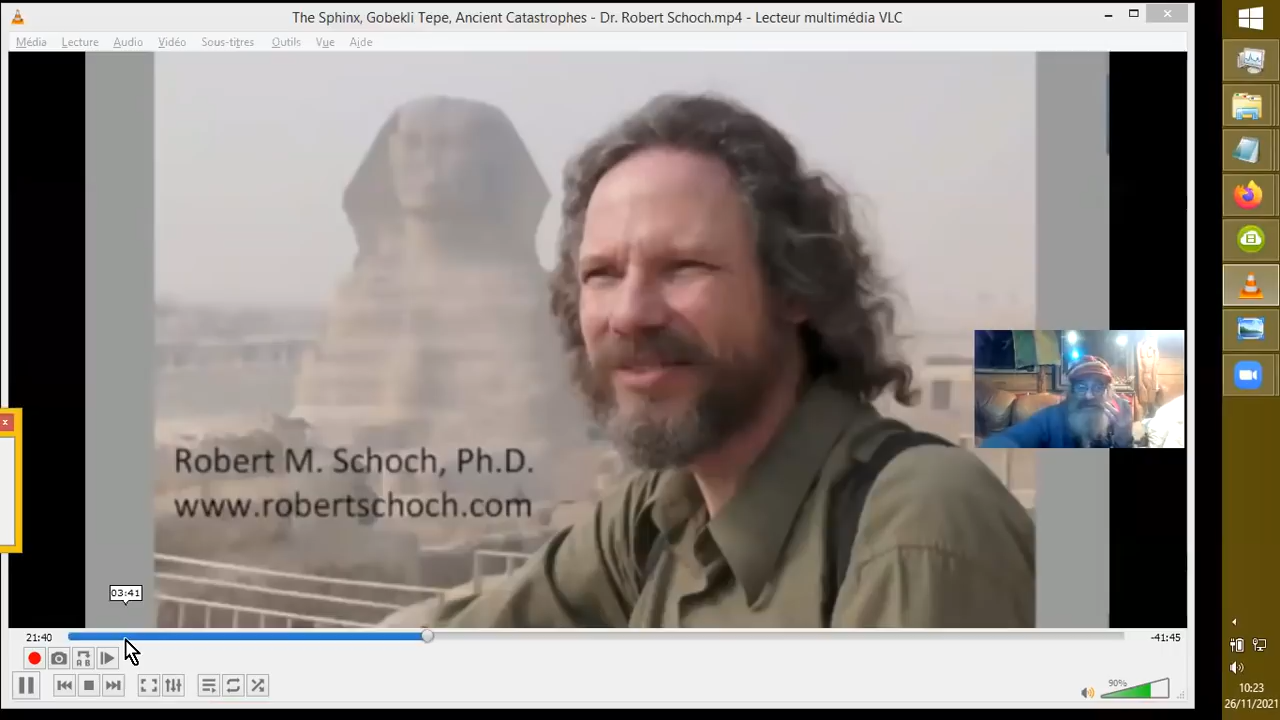 The Sphinx, Gobekli Tepe, Ancient Catastrophes - Dr. Robert Schoch.mp4 - Lecteur multimédia VLC
Média Lecture Audio Vidéo Sous-titres Outils Vue Aide
Robert M. Schoch, Ph.D.
www.robertschoch.com
03:41
21:40
-41:45
90%
10:23
26/11/2021